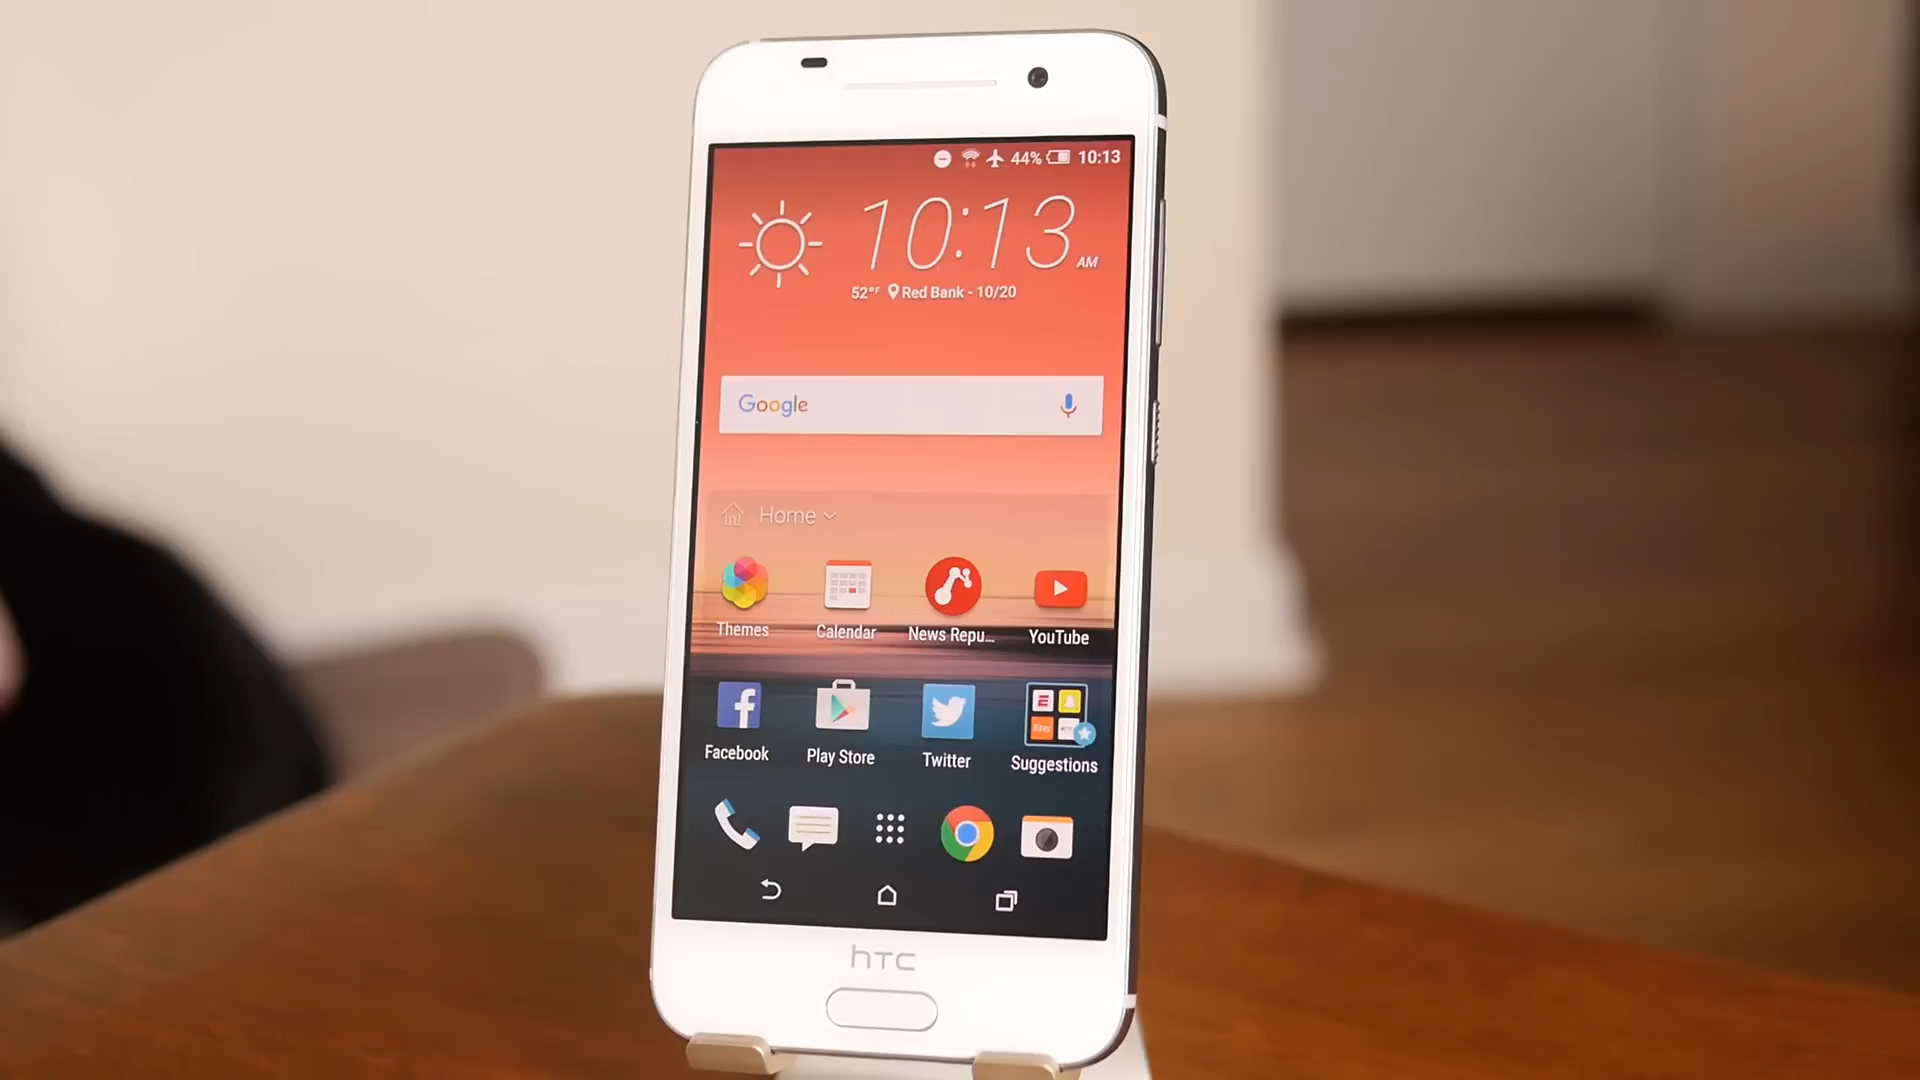 44% 10:13
10:13 AM
52°F Red Bank - 10/20
Google
Home
Themes Calendar News Repu... YouTube
Facebook Play Store Twitter Suggestions
Etsy
hTC